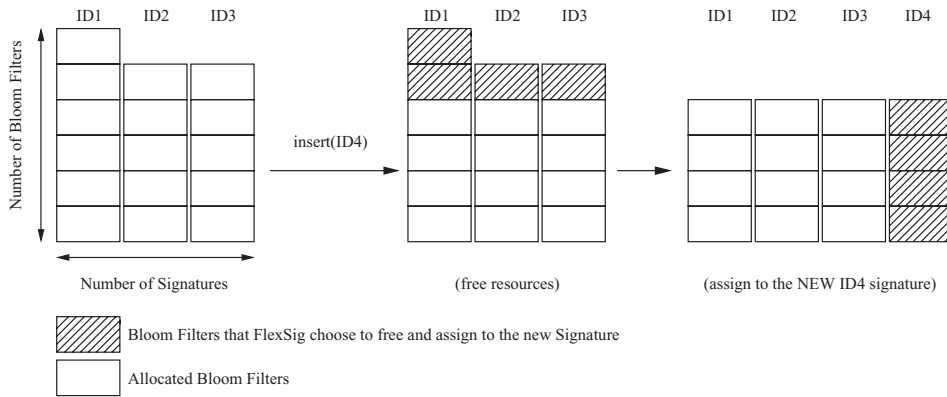 ID1 ID2 ID3
ID1 ID2 ID3
ID1 ID2 ID3 ID4
Number of Bloom Filters
insert(ID4)
Number of Signatures
(free resources)
(assign to the NEW ID4 signature)
Bloom Filters that FlexSig choose to free and assign to the new Signature
Allocated Bloom Filters